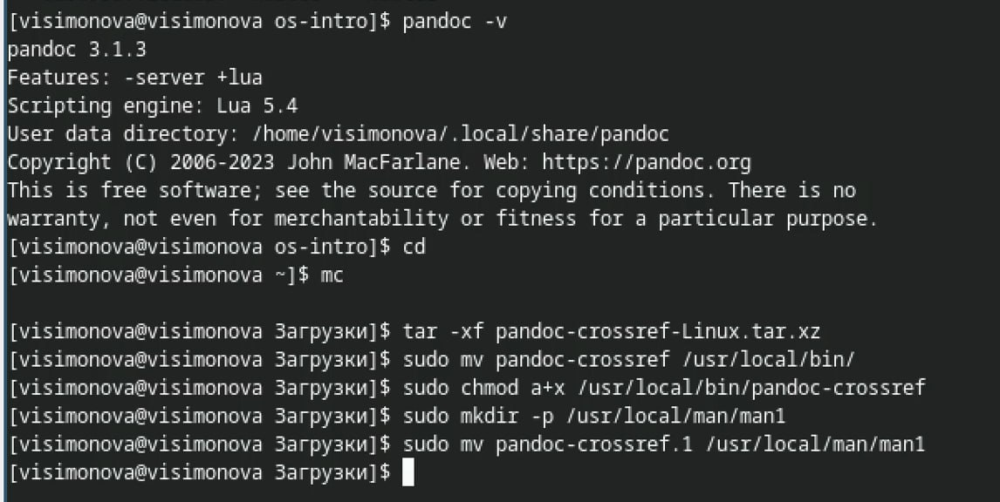 [visimonova@visimonova os-intro]$ pandoc -v
pandoc 3.1.3
Features: -server +lua
Scripting engine: Lua 5.4
User data directory: /home/visimonova/.local/share/pandoc
Copyright (C) 2006-2023 John MacFarlane. Web: https://pandoc.org
This is free software; see the source for copying conditions. There is no
warranty, not even for merchantability or fitness for a particular purpose.
[visimonova@visimonova os-intro]$ cd
[visimonova@visimonova ~]$ mc
[visimonova@visimonova Загрузки]$ tar -xf pandoc-crossref-Linux.tar.xz
[visimonova@visimonova Загрузки]$ sudo mv pandoc-crossref /usr/local/bin/
[visimonova@visimonova Загрузки]$ sudo chmod a+x /usr/local/bin/pandoc-crossref
[visimonova@visimonova Загрузки]$ sudo mkdir -p /usr/local/man/man1
[visimonova@visimonova Загрузки]$ sudo mv pandoc-crossref.1 /usr/local/man/man1
[visimonova@visimonova Загрузки]$